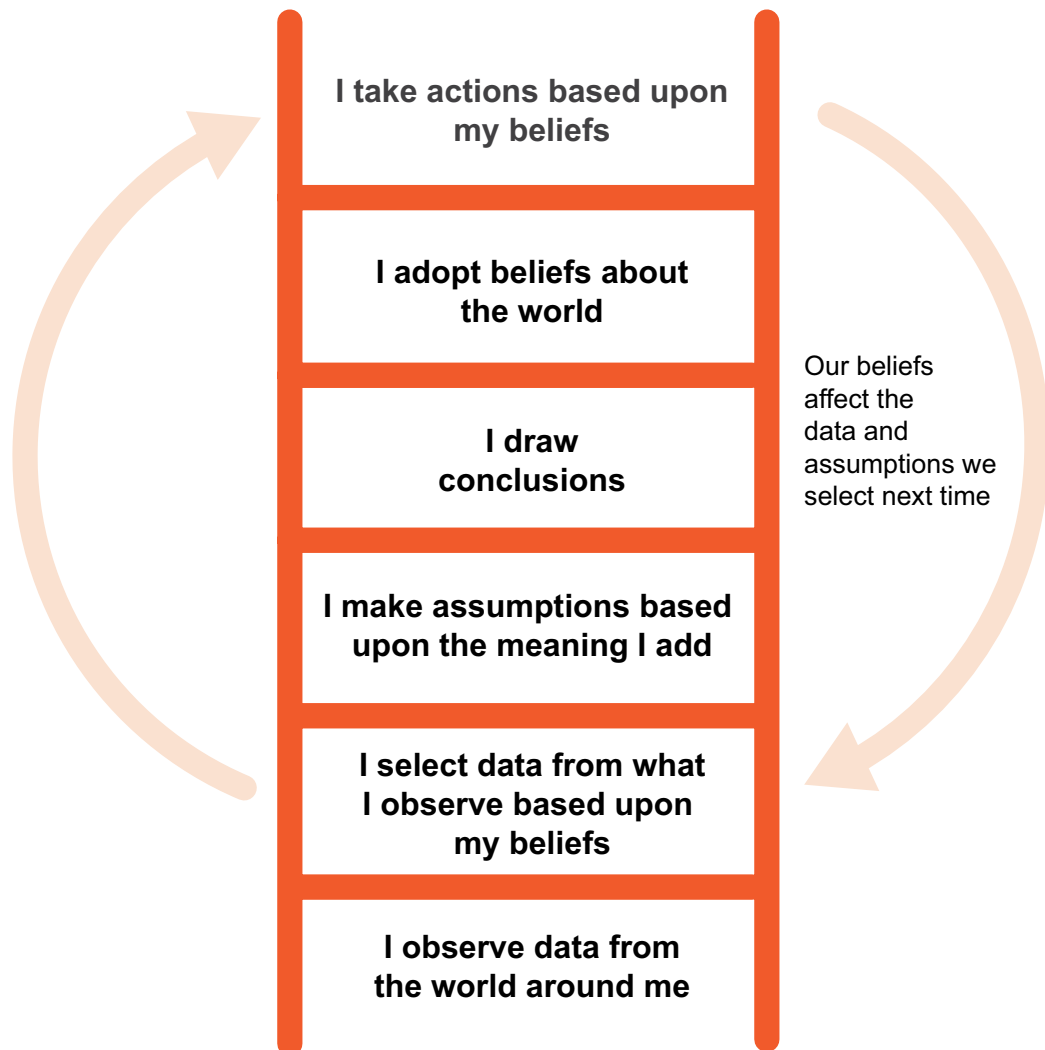 I take actions based upon
my beliefs
I adopt beliefs about
the world
I draw
conclusions
Our beliefs
affect the
data and
assumptions we
select next time
I make assumptions based
upon the meaning I add
I select data from what
I observe based upon
my beliefs
I observe data from
the world around me